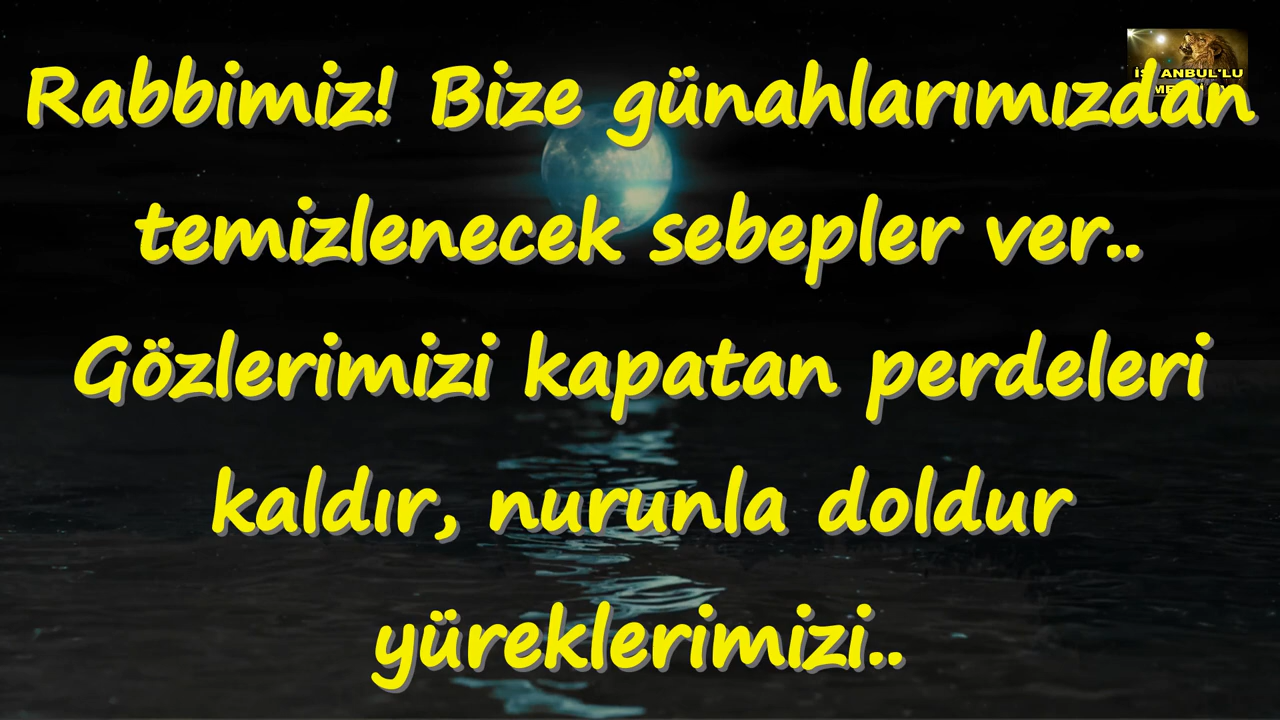 Rabbimiz! Bize günahlarımızdan
temizlenecek sebepler ver..
Gözlerimizi kapatan perdeleri
kaldır, nurunla doldur
yüreklerimizi..